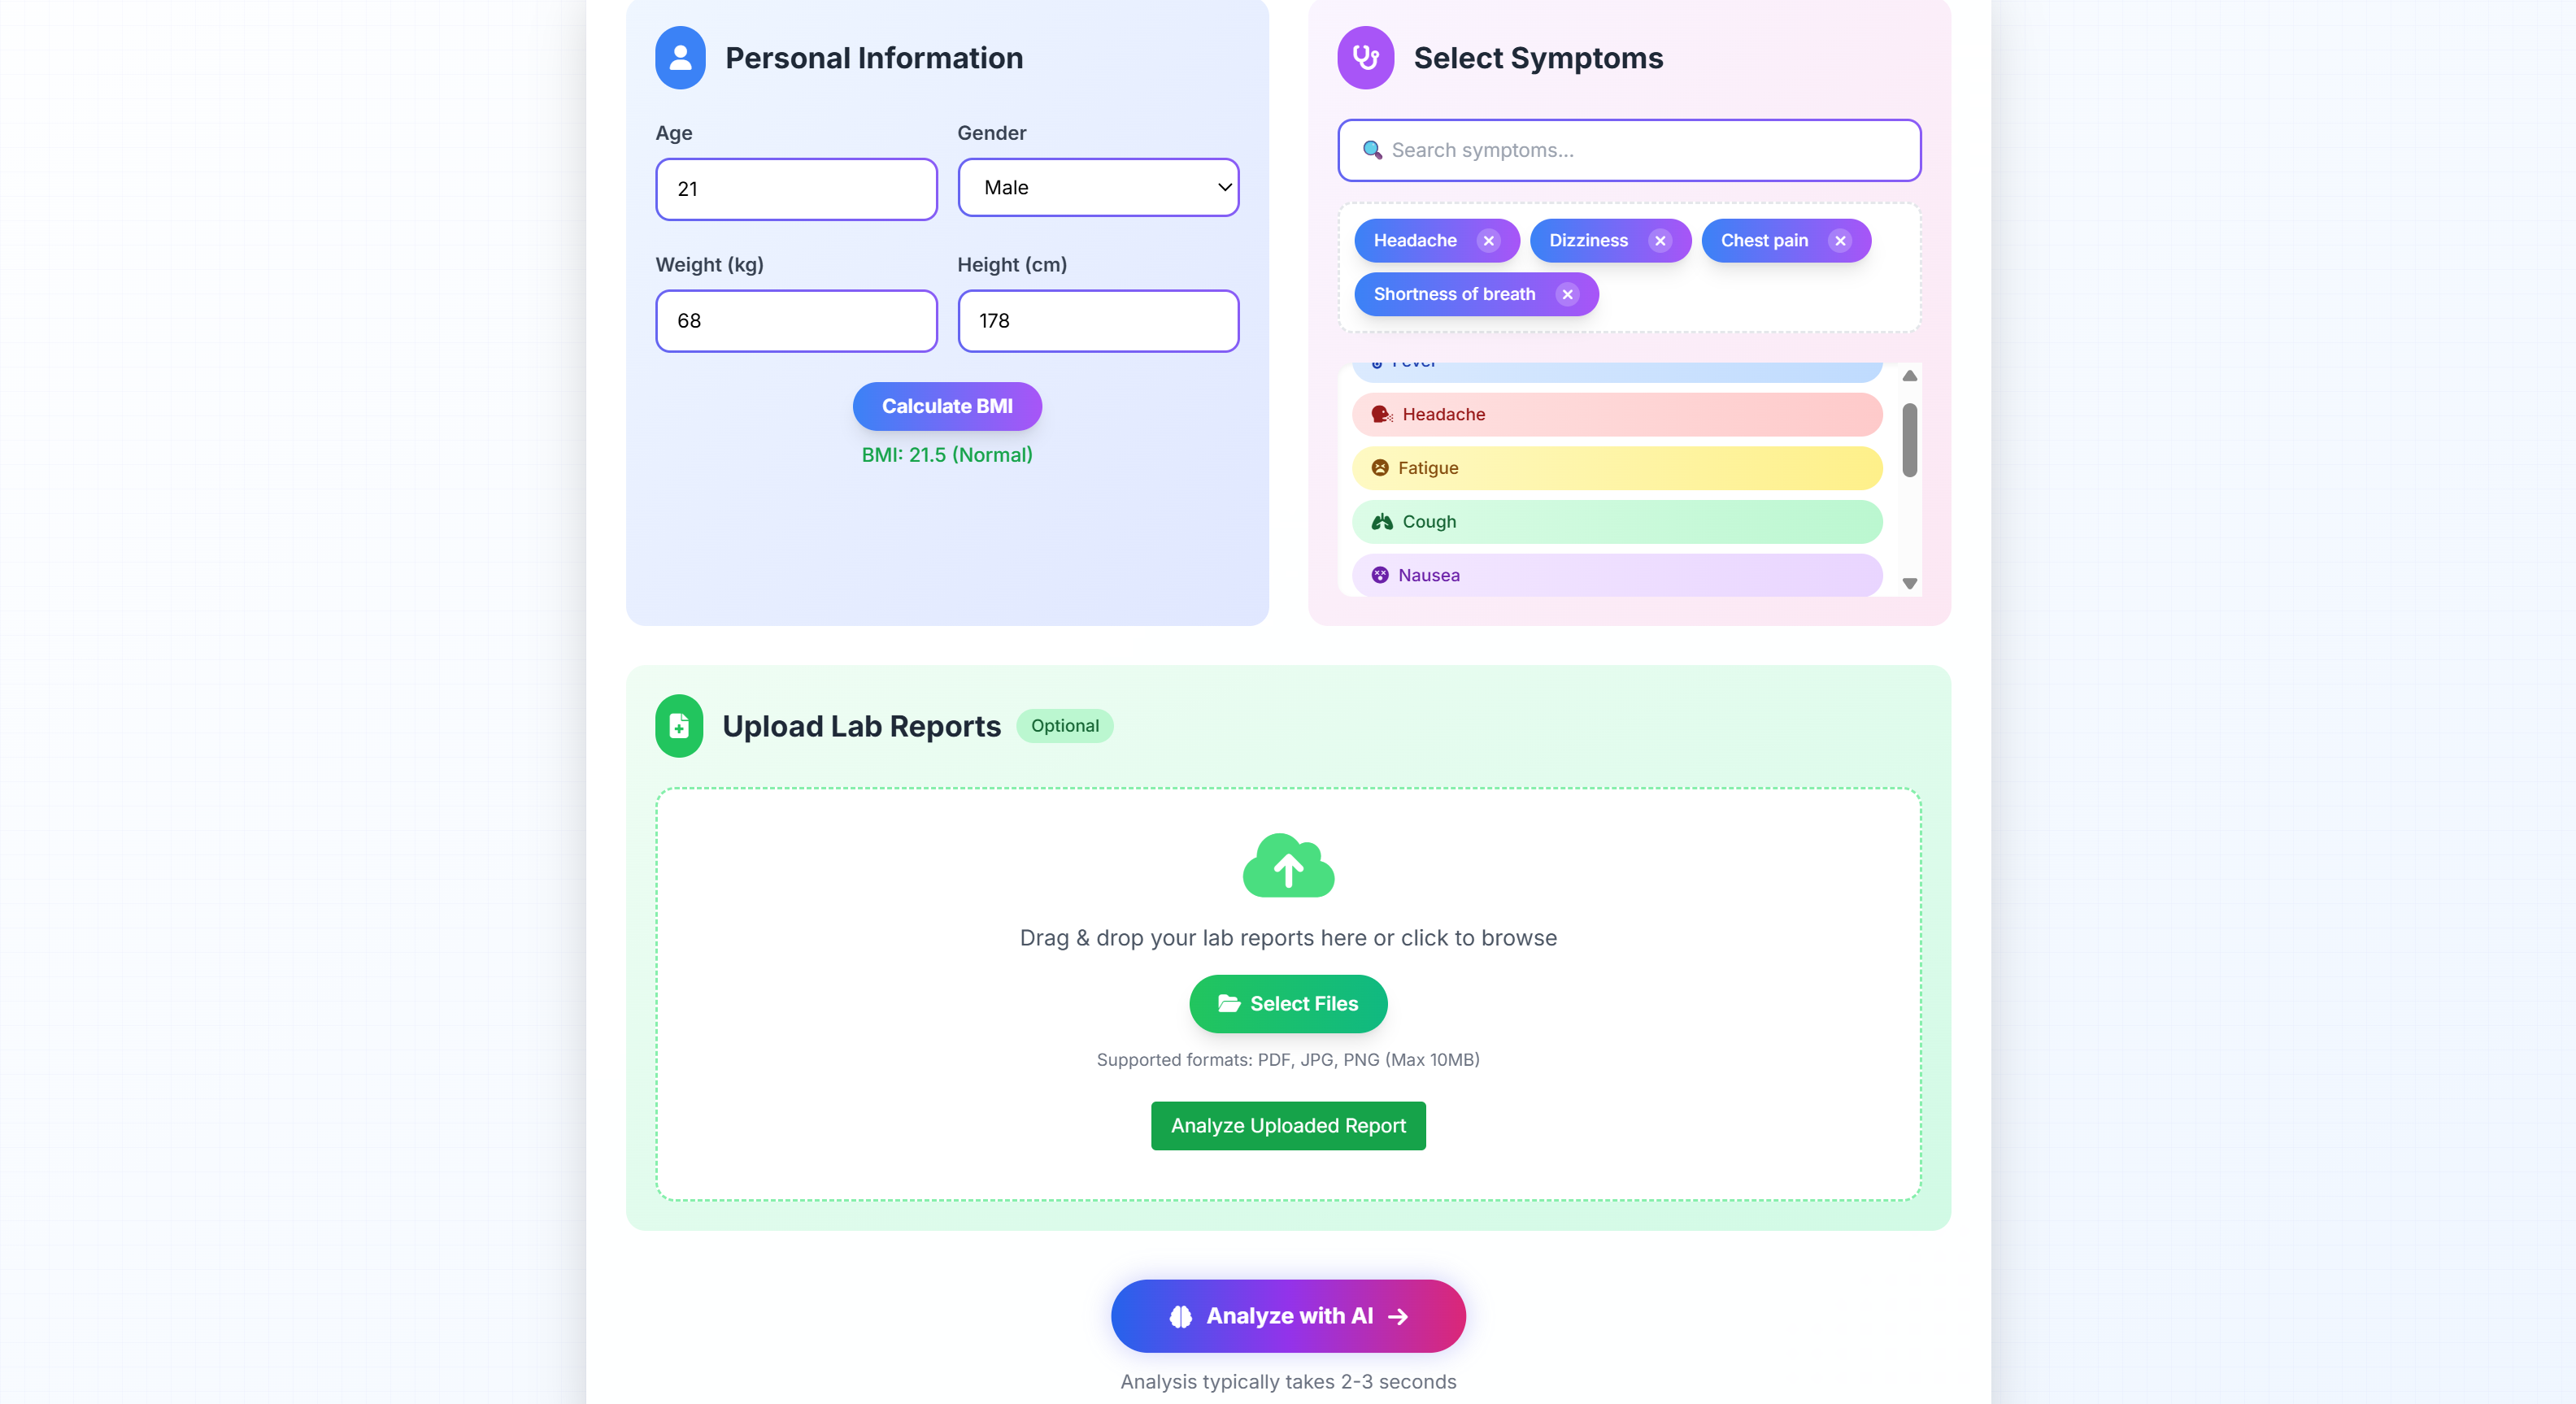 Personal Information
Age
Gender
21
Male
Weight (kg)
Height (cm)
68
178
Calculate BMI
BMI: 21.5 (Normal)
Select Symptoms
🔍 Search symptoms...
Headache
Dizziness
Chest pain
Shortness of breath
Fever
Headache
Fatigue
Cough
Nausea
Upload Lab Reports
Optional
Drag & drop your lab reports here or click to browse
Select Files
Supported formats: PDF, JPG, PNG (Max 10MB)
Analyze Uploaded Report
Analyze with AI →
Analysis typically takes 2-3 seconds